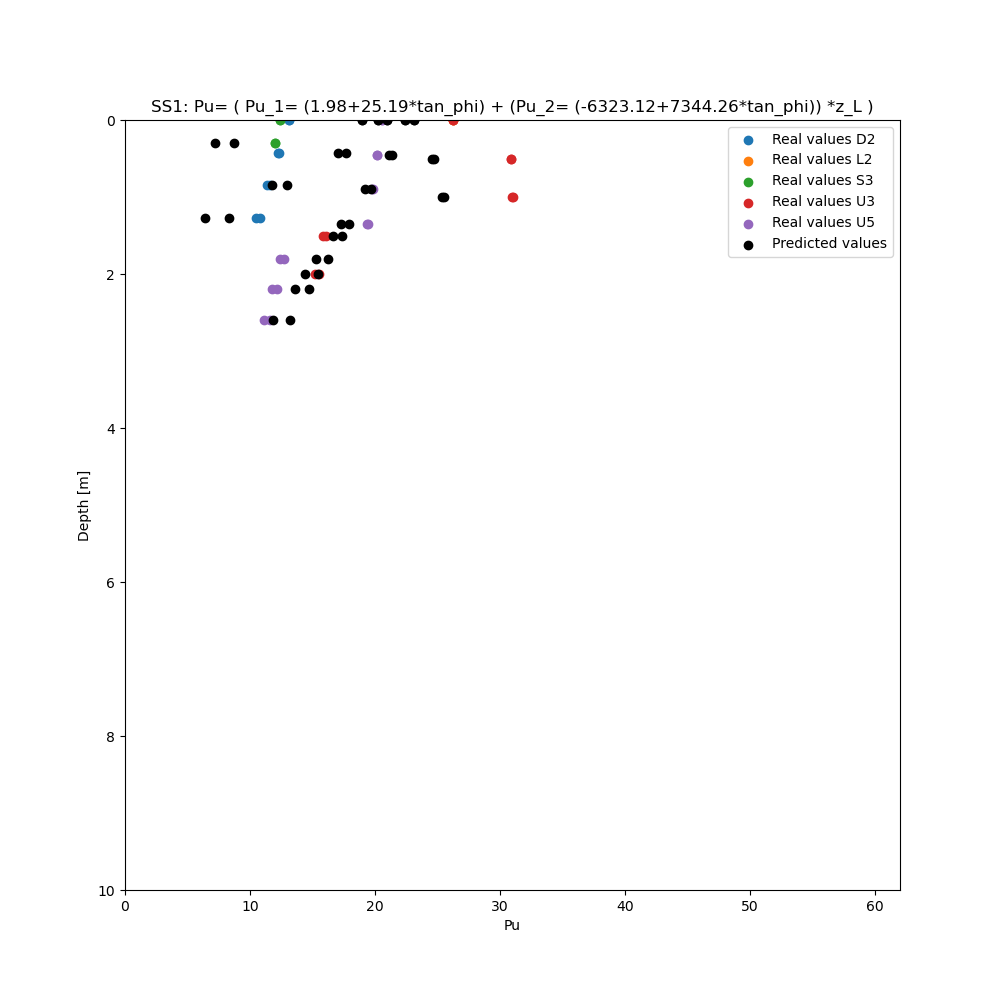 SS1: Pu= ( Pu_1= (1.98+25.19*tan_phi) + (Pu_2= (-6323.12+7344.26*tan_phi)) *z_L )
Real values D2
Real values L2
Real values S3
Real values U3
Real values U5
Predicted values
0
2
4
6
8
10
Depth [m]
0 10 20 30 40 50 60
Pu